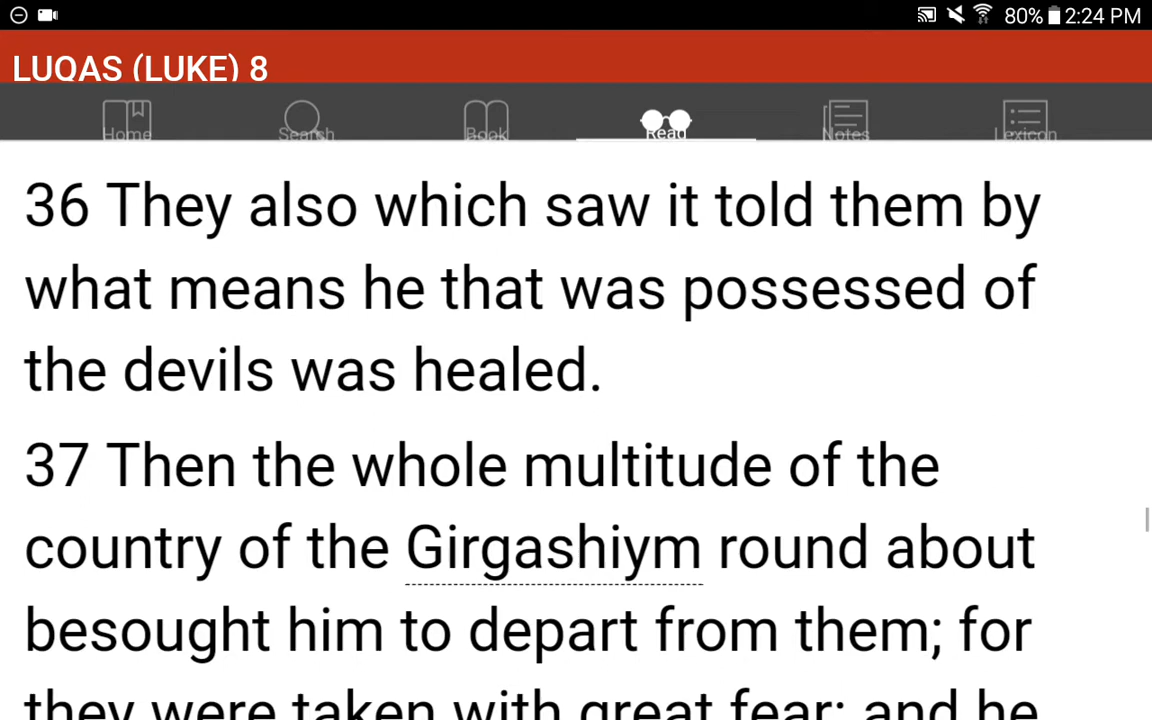 80% 2:24 PM
LUQAS (LUKE) 8
Home Search Book Read Notes Lexicon
36 They also which saw it told them by
what means he that was possessed of
the devils was healed.
37 Then the whole multitude of the
country of the Girgashiym round about
besought him to depart from them; for
they were taken with great fear: and he